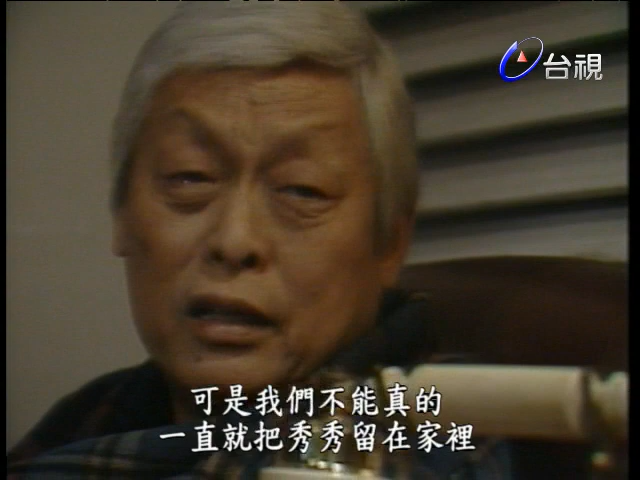 台視
可是我們不能真的
一直就把秀秀留在家裡